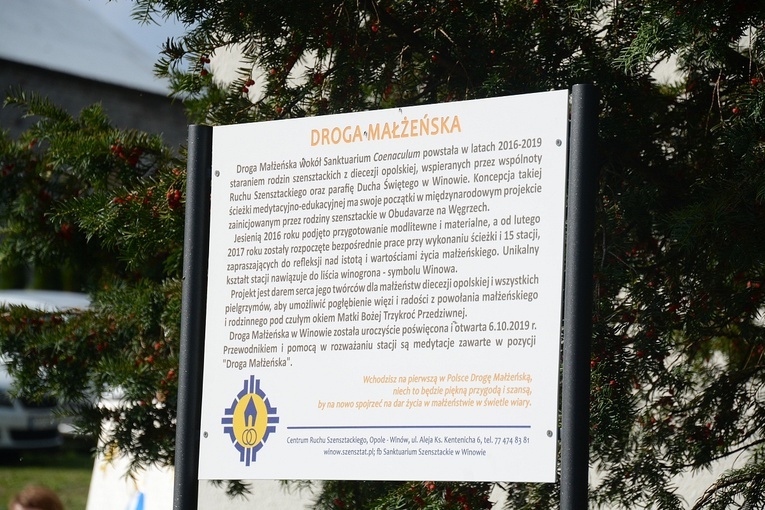 DROGA MAŁŻEŃSKA
Droga Małżeńska wokół Sanktuarium Coenaculum powstała w latach 2016-2019
staraniem rodzin szensztackich z diecezji opolskiej, wspieranych przez wspólnoty
Ruchu Szensztackiego oraz parafię Ducha Świętego w Winowie. Koncepcja takiej
ścieżki medytacyjno-edukacyjnej ma swoje początki w międzynarodowym projekcie
zainicjowanym przez rodziny szensztackie w Obudavarze na Węgrzech.
Jesienią 2016 roku podjęto przygotowanie modlitewne i materialne, a od lutego
2017 roku zostały rozpoczęte bezpośrednie prace przy wykonaniu ścieżki i 15 stacji,
zapraszających do refleksji nad istotą i wartościami życia małżeńskiego. Unikalny
kształt stacji nawiązuje do liścia winogrona - symbolu Winowa.
Projekt jest darem serca jego twórców dla małżeństw diecezji opolskiej i wszystkich
pielgrzymów, aby umożliwić pogłębienie więzi i radości z powołania małżeńskiego
i rodzinnego pod czułym okiem Matki Bożej Trzykroć Przedziwnej.
Droga Małżeńska w Winowie została uroczyście poświęcona i otwarta 6.10.2019 r.
Przewodnikiem i pomocą w rozważaniu stacji są medytacje zawarte w pozycji
"Droga Małżeńska".
Wchodzisz na pierwszą w Polsce Drogę Małżeńską,
niech to będzie piękną przygodą i szansą,
by na nowo spojrzeć na dar życia w małżeństwie w świetle wiary.
Centrum Ruchu Szensztackiego, Opole - Winów, ul. Aleja Ks. Kentenicha 6, tel. 77 474 83 81
winow.szensztat.pl; fb Sanktuarium Szensztackie w Winowie